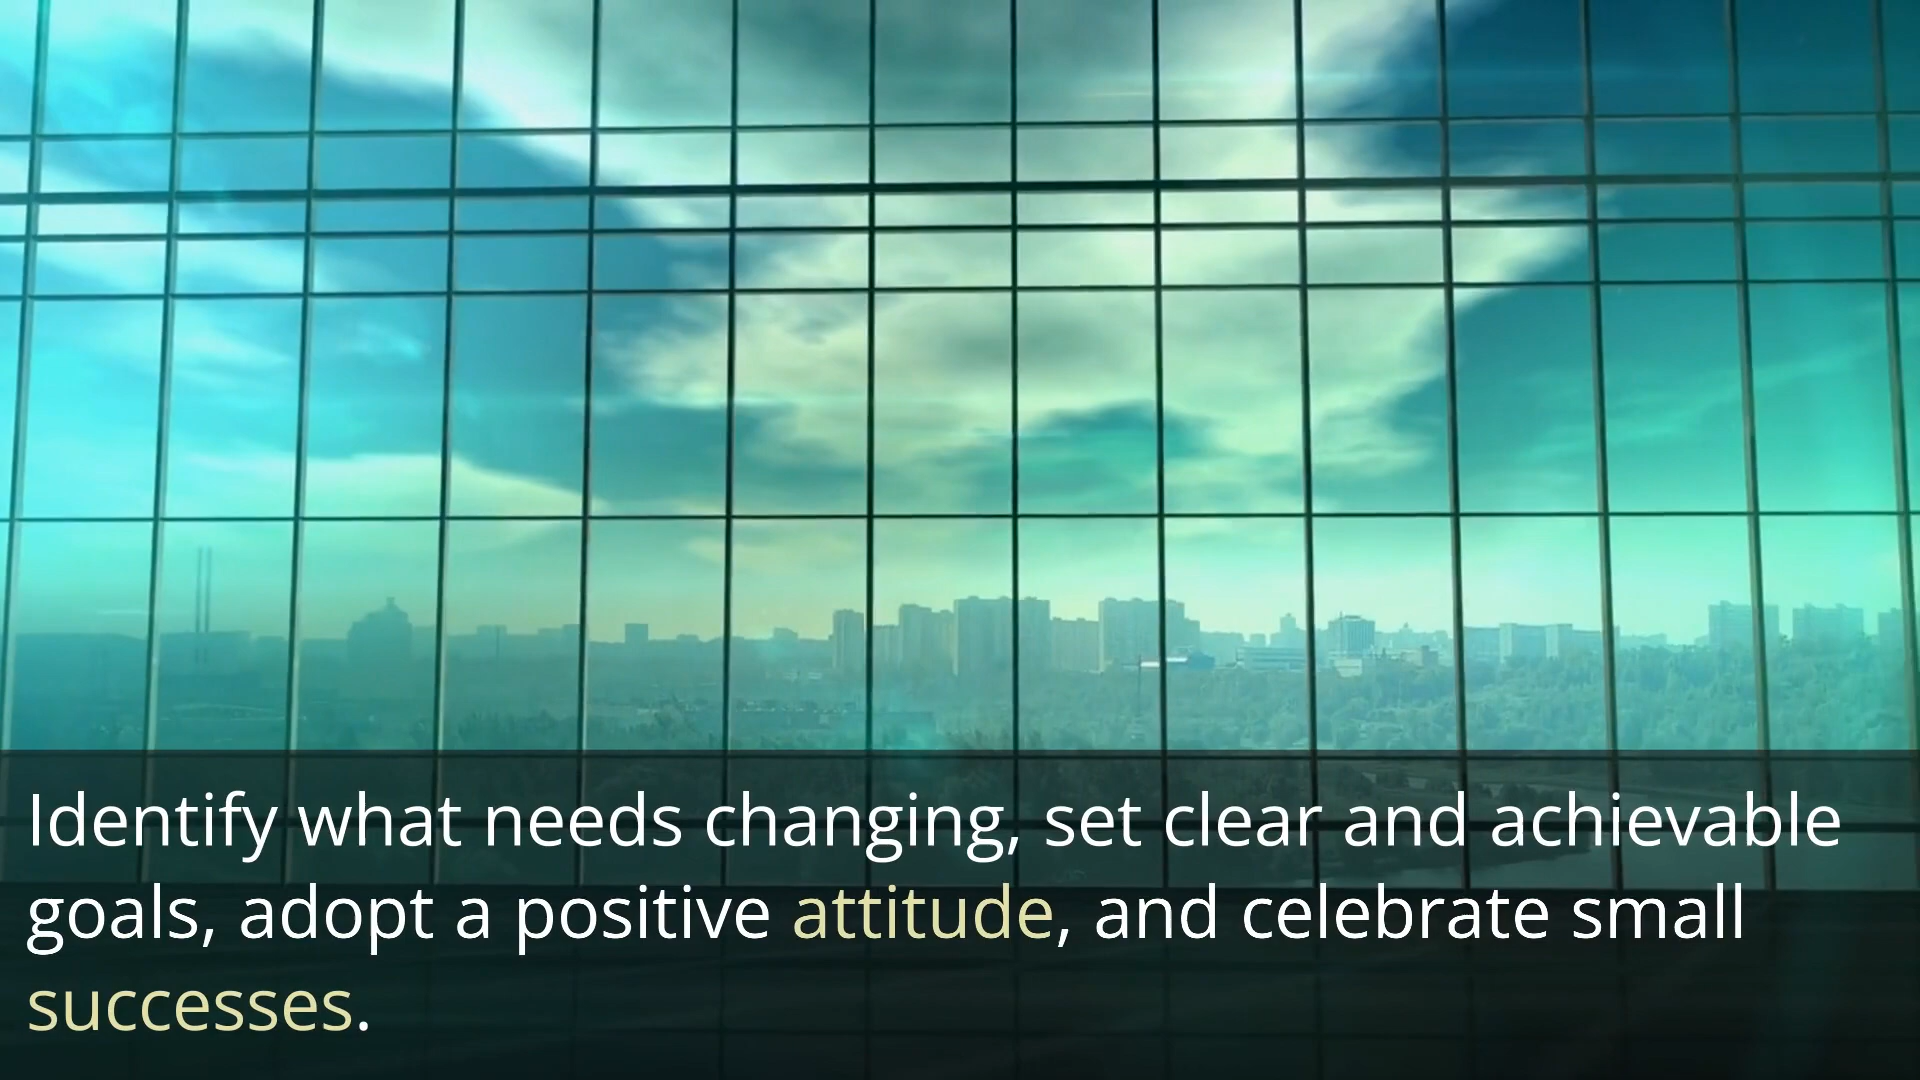 Identify what needs changing, set clear and achievable
goals, adopt a positive attitude, and celebrate small
successes.